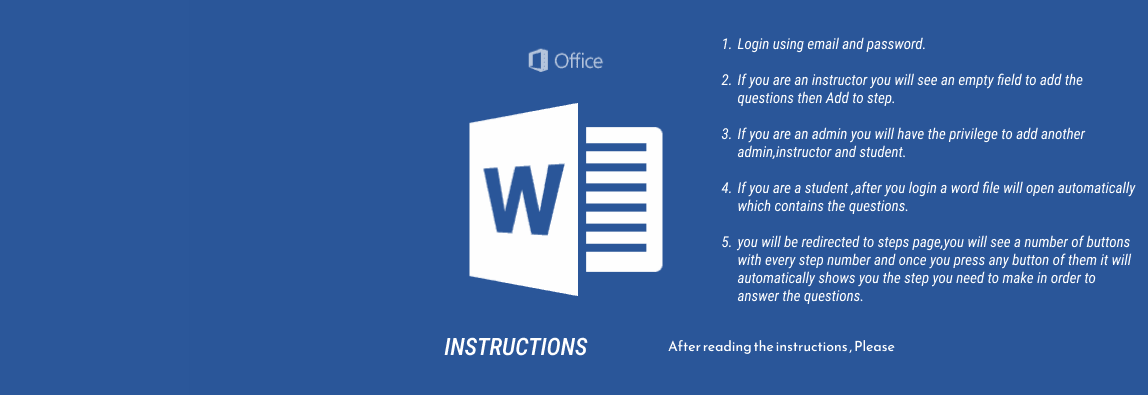 Office
W
1. Login using email and password.
2. If you are an instructor you will see an empty field to add the
questions then Add to step.
3. If you are an admin you will have the privilege to add another
admin,instructor and student.
4. If you are a student ,after you login a word file will open automatically
which contains the questions.
5. you will be redirected to steps page,you will see a number of buttons
with every step number and once you press any button of them it will
automatically shows you the step you need to make in order to
answer the questions.
INSTRUCTIONS
After reading the instructions , Please